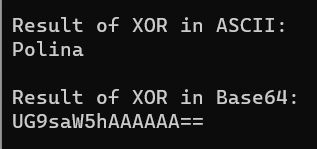 Result of XOR in ASCII:
Polina
Result of XOR in Base64:
UG9saW5hAAAAAA==